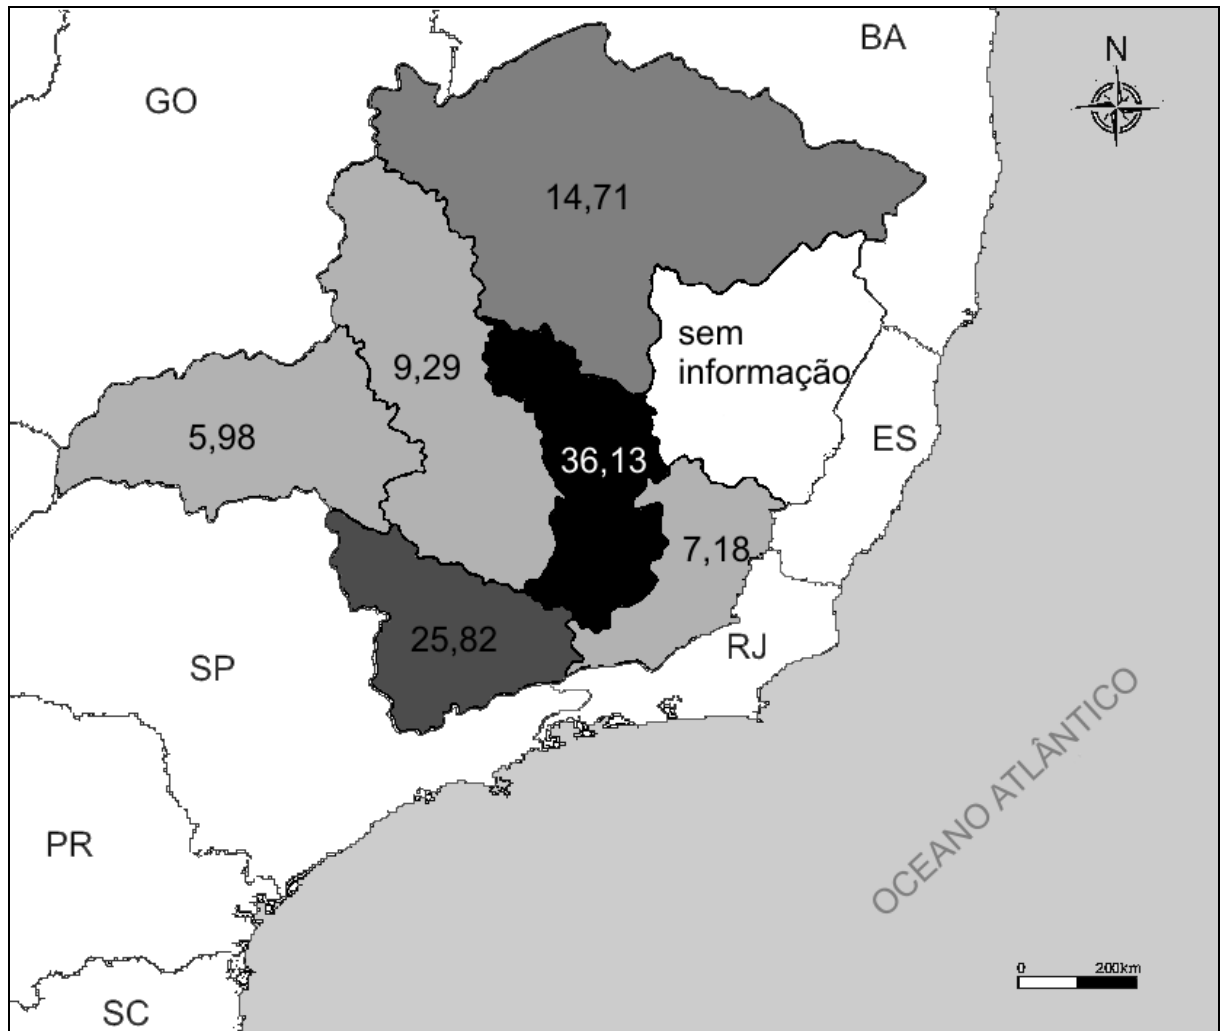 BA
N
GO
14,71
sem
informação
9,29
5,98
ES
36,13
7,18
25,82
RJ
SP
OCEANO ATLÂNTICO
PR
0 200km
SC